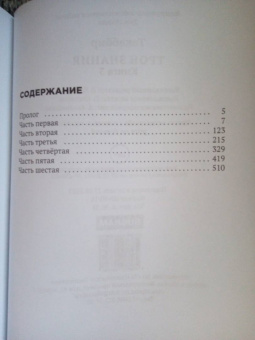 СОДЕРЖАНИЕ
Пролог 5
Часть первая 7
Часть вторая 123
Часть третья 215
Часть четвёртая 329
Часть пятая 419
Часть шестая 510